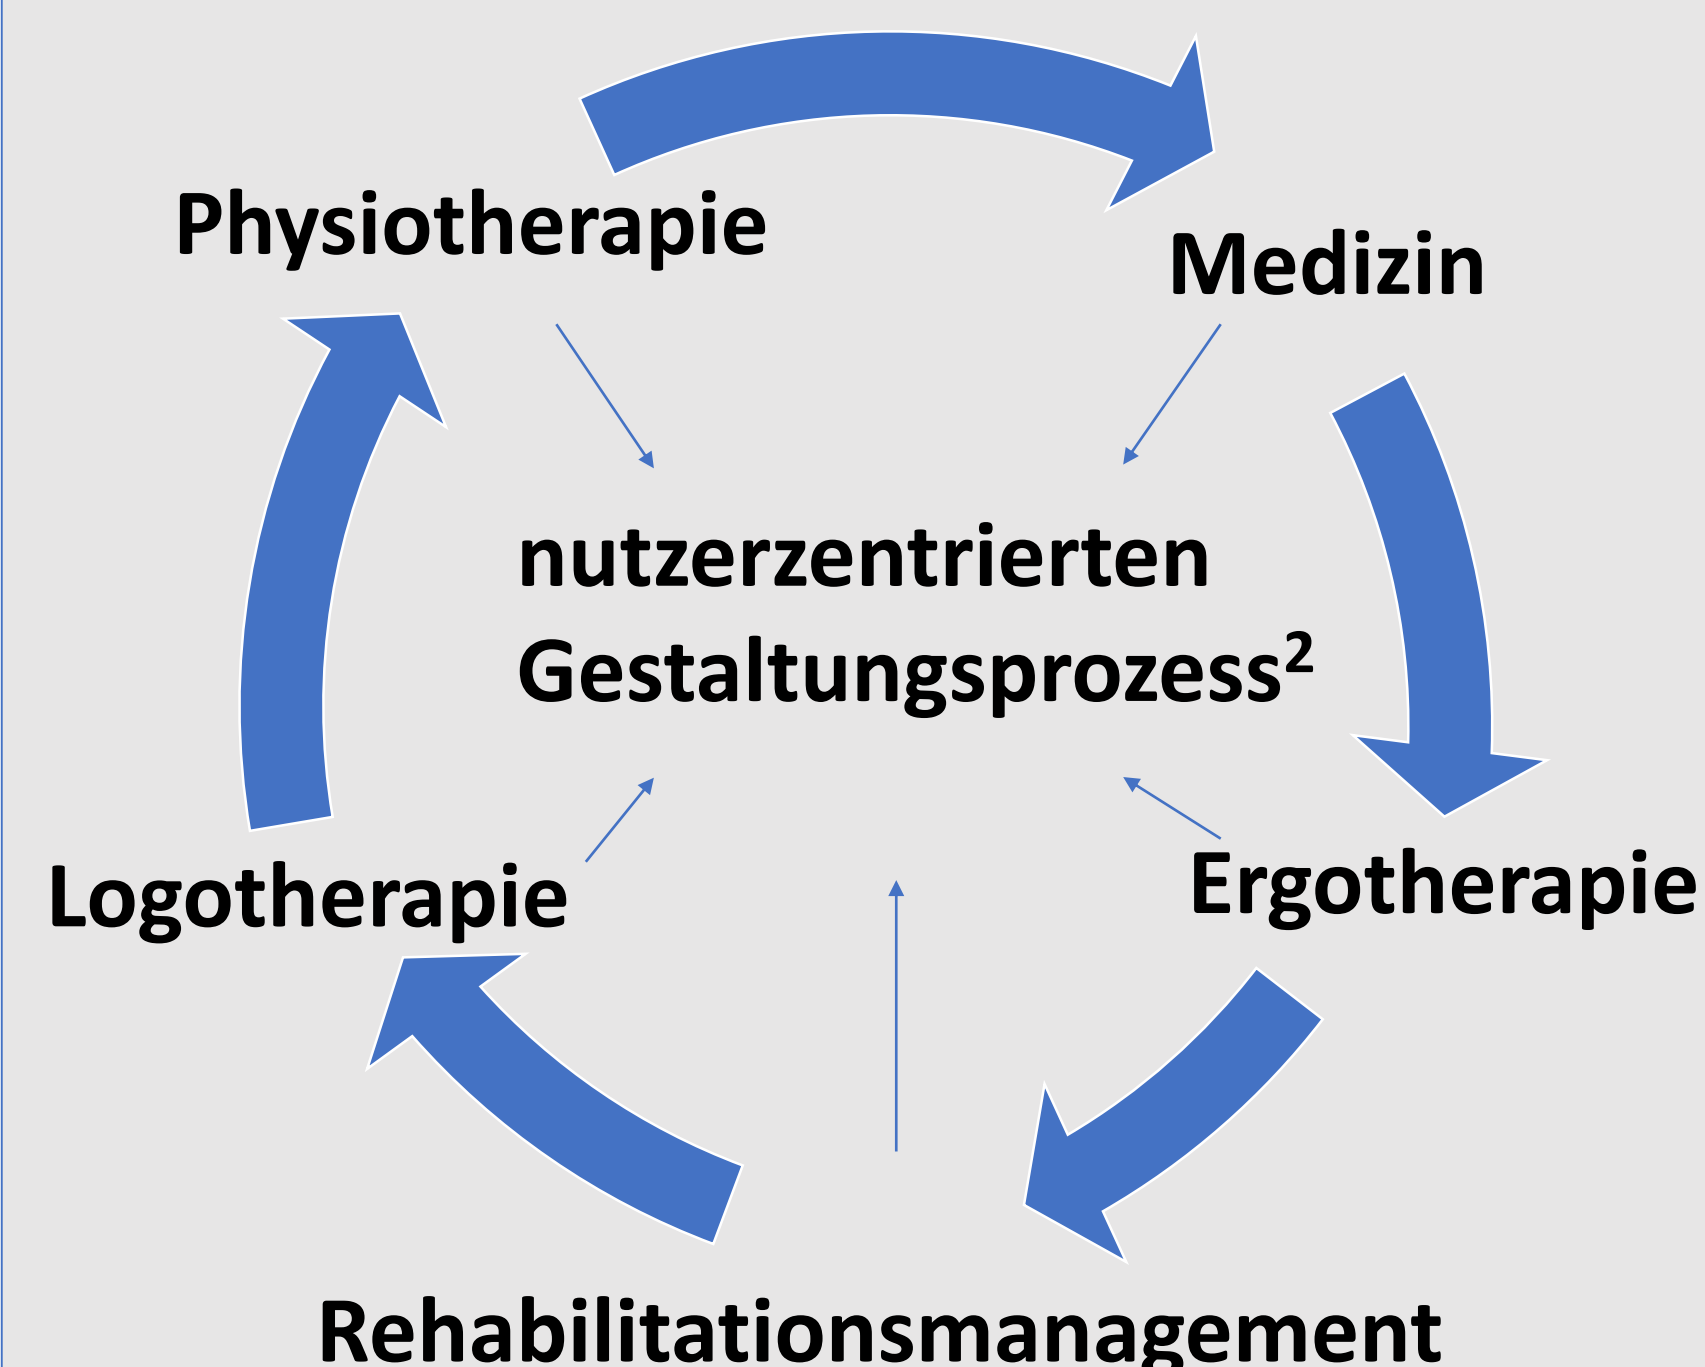 Physiotherapie
Medizin
nutzerzentrierten
Gestaltungsprozess²
Logotherapie
Ergotherapie
Rehabilitationsmanagement